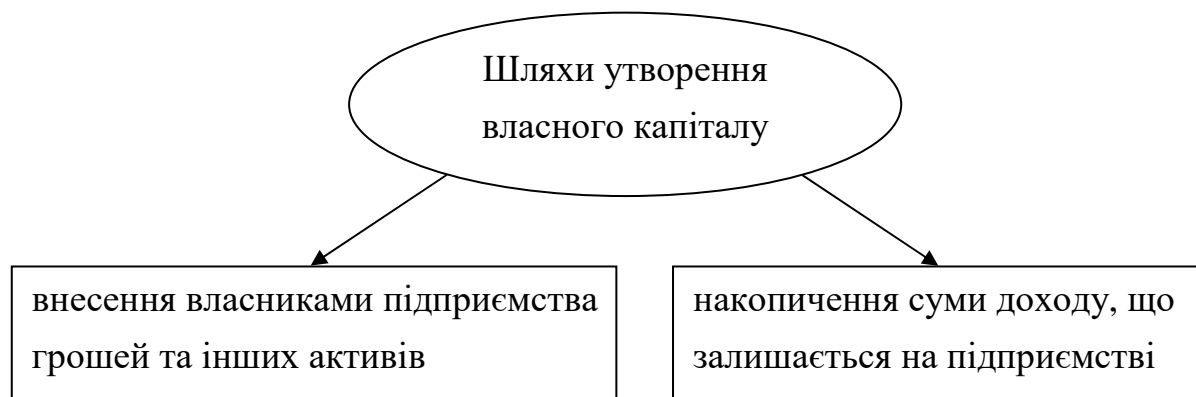 Шляхи утворення
власного капіталу
внесення власниками підприємства
грошей та інших активів
накопичення суми доходу, що
залишається на підприємстві